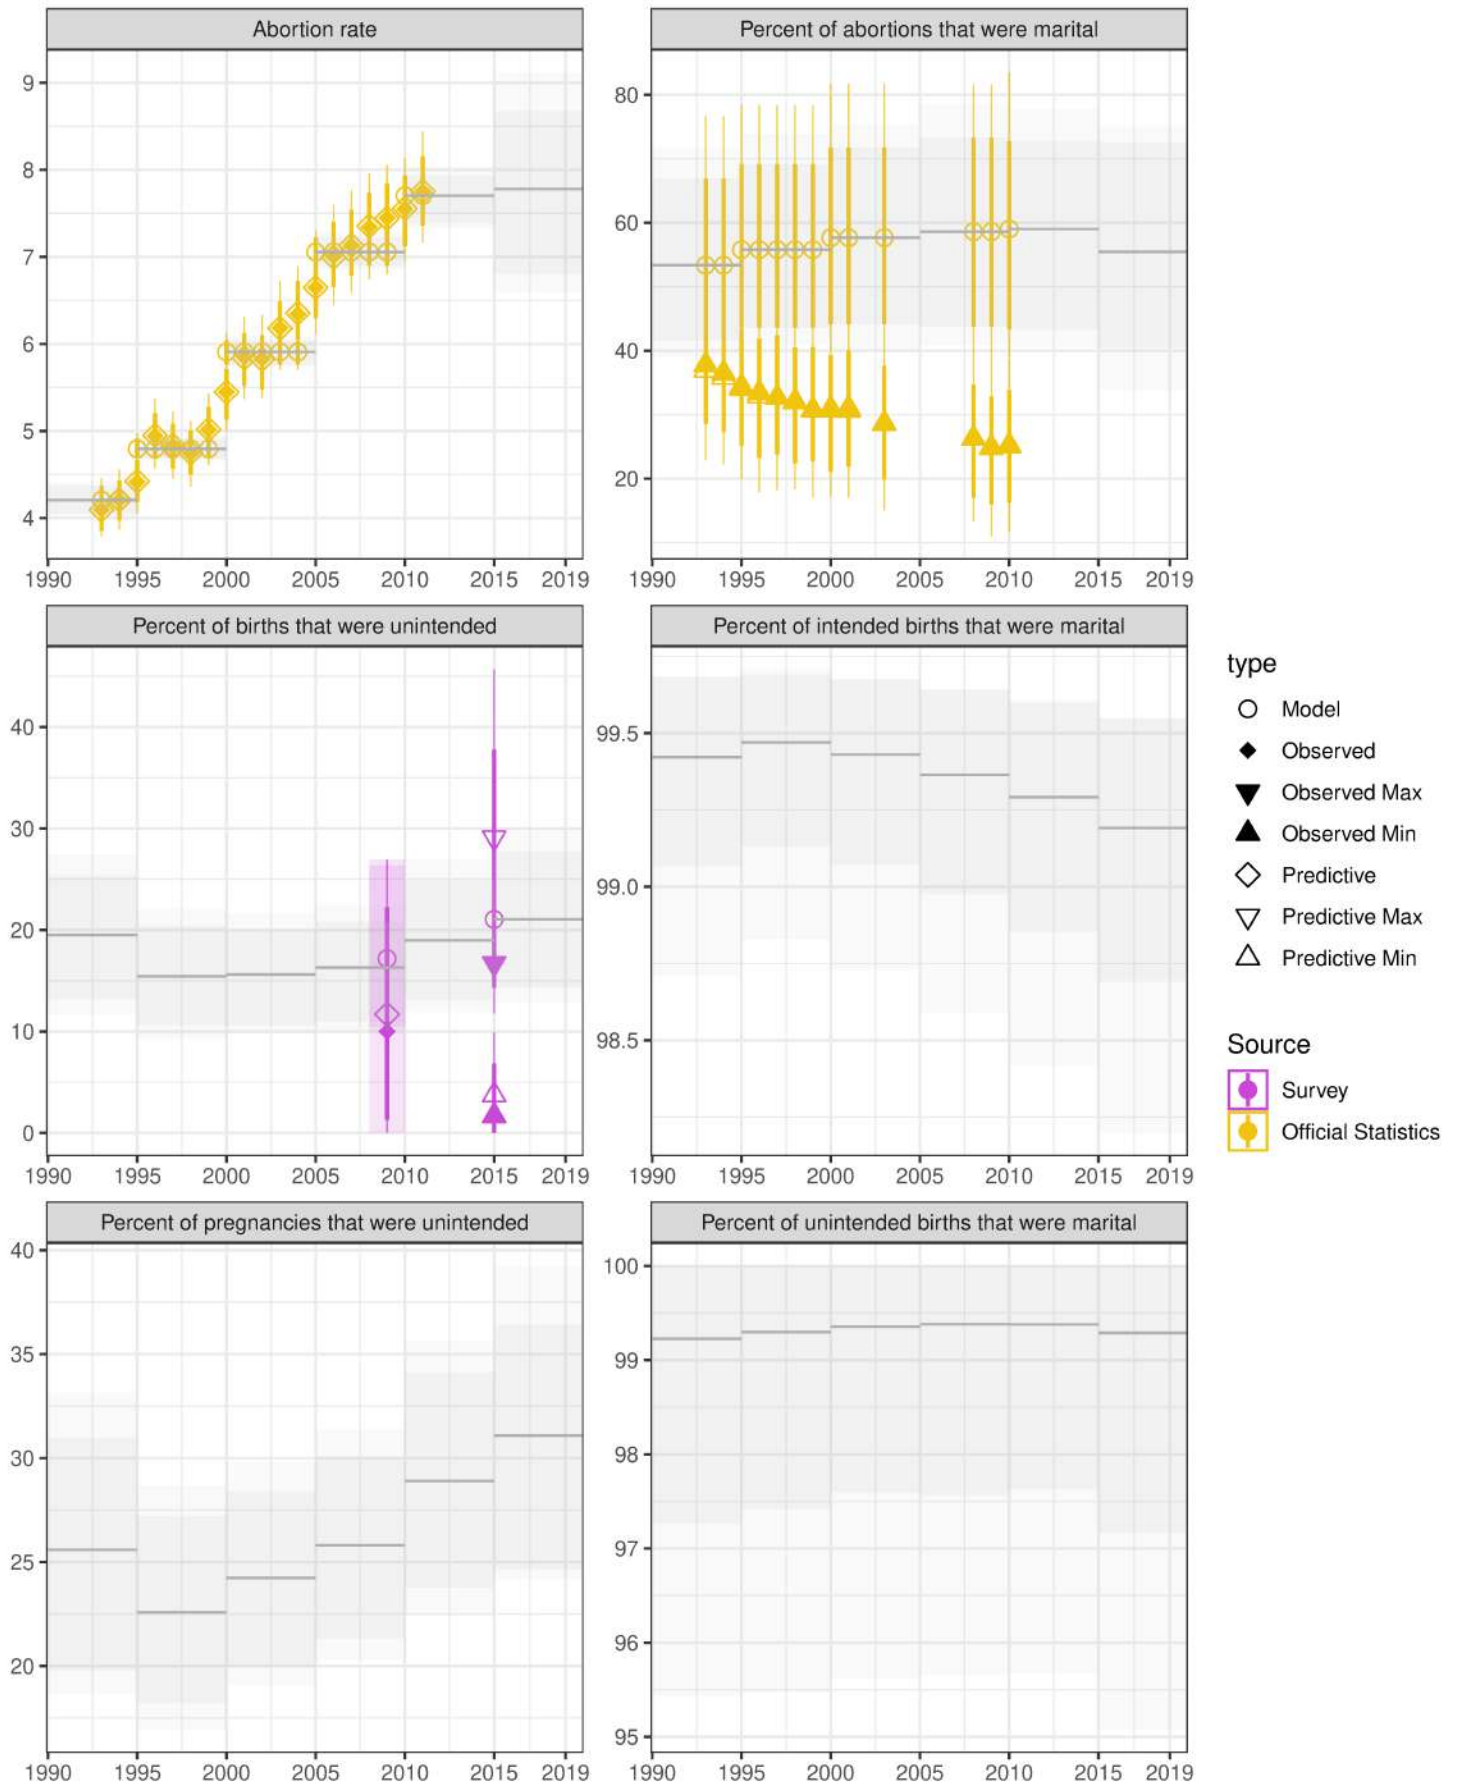 Abortion rate
9
8
7
6
5
4
1990 1995 2000 2005 2010 2015 2019
Percent of abortions that were marital
80
60
40
20
1990 1995 2000 2005 2010 2015 2019
Percent of births that were unintended
40
30
20
10
0
1990 1995 2000 2005 2010 2015 2019
Percent of intended births that were marital
99.5
99.0
98.5
1990 1995 2000 2005 2010 2015 2019
Percent of pregnancies that were unintended
40
35
30
25
20
1990 1995 2000 2005 2010 2015 2019
Percent of unintended births that were marital
100
99
98
97
96
95
1990 1995 2000 2005 2010 2015 2019
type
Model
Observed
Observed Max
Observed Min
Predictive
Predictive Max
Predictive Min
Source
Survey
Official Statistics